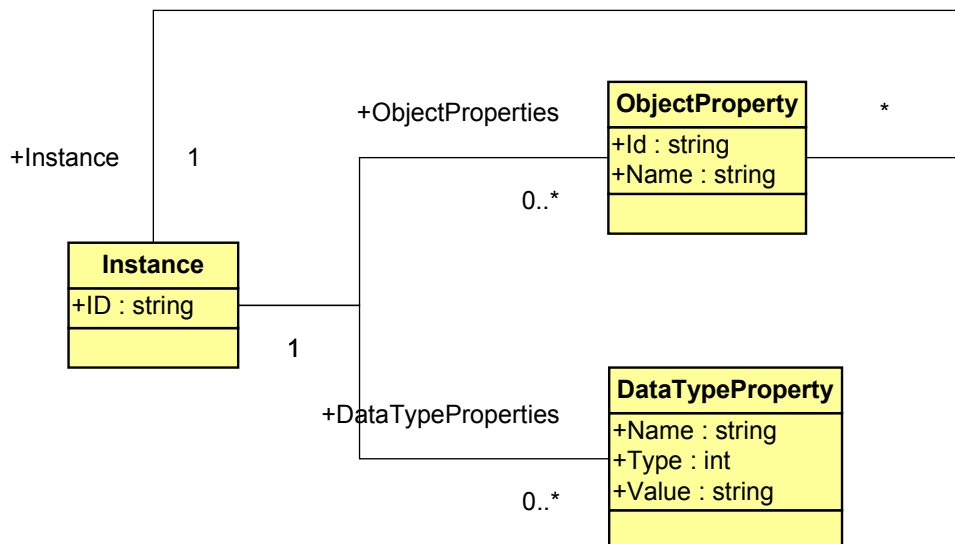 ObjectProperty
+Id : string
+Name : string
+ObjectProperties
*
+Instance
1
0..*
Instance
+ID : string
1
DataTypeProperty
+Name : string
+Type : int
+Value : string
+DataTypeProperties
0..*